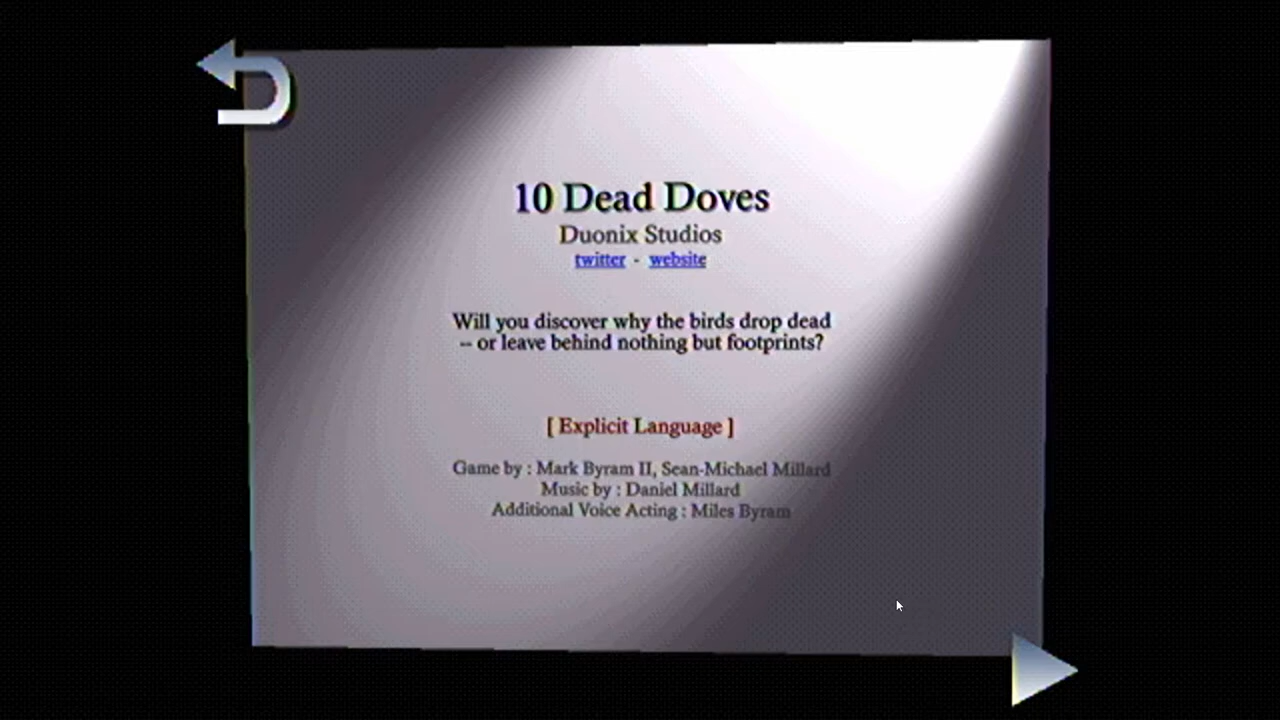 10 Dead Doves
Duonix Studios
twitter - website
Will you discover why the birds drop dead
-- or leave behind nothing but footprints?
[ Explicit Language ]
Game by : Mark Byram II, Sean-Michael Millard
Music by : Daniel Millard
Additional Voice Acting : Miles Byram